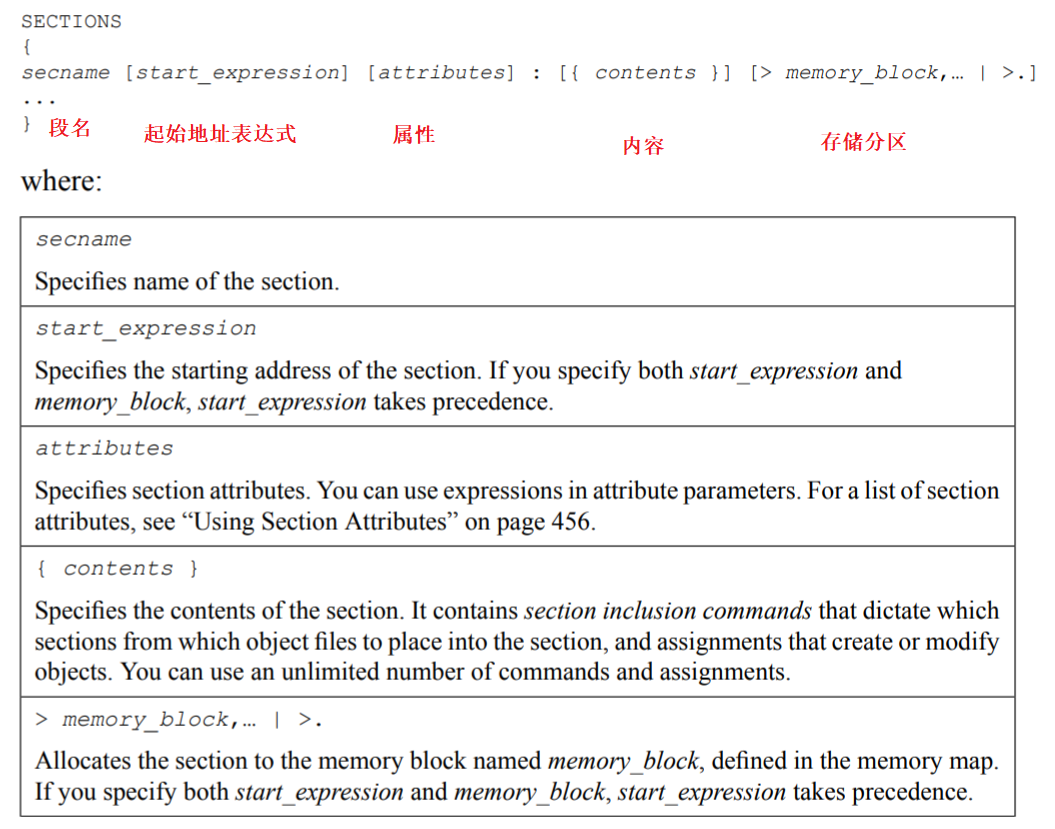 SECTIONS
{
secname [start_expression] [attributes] : [{ contents }] [> memory_block,… | >.]
...
}
段名 起始地址表达式 属性 内容 存储分区
where:
secname
Specifies name of the section.
start_expression
Specifies the starting address of the section. If you specify both start_expression and
memory_block, start_expression takes precedence.
attributes
Specifies section attributes. You can use expressions in attribute parameters. For a list of section
attributes, see “Using Section Attributes” on page 456.
{ contents }
Specifies the contents of the section. It contains section inclusion commands that dictate which
sections from which object files to place into the section, and assignments that create or modify
objects. You can use an unlimited number of commands and assignments.
> memory_block,… | >.
Allocates the section to the memory block named memory_block, defined in the memory map.
If you specify both start_expression and memory_block, start_expression takes precedence.